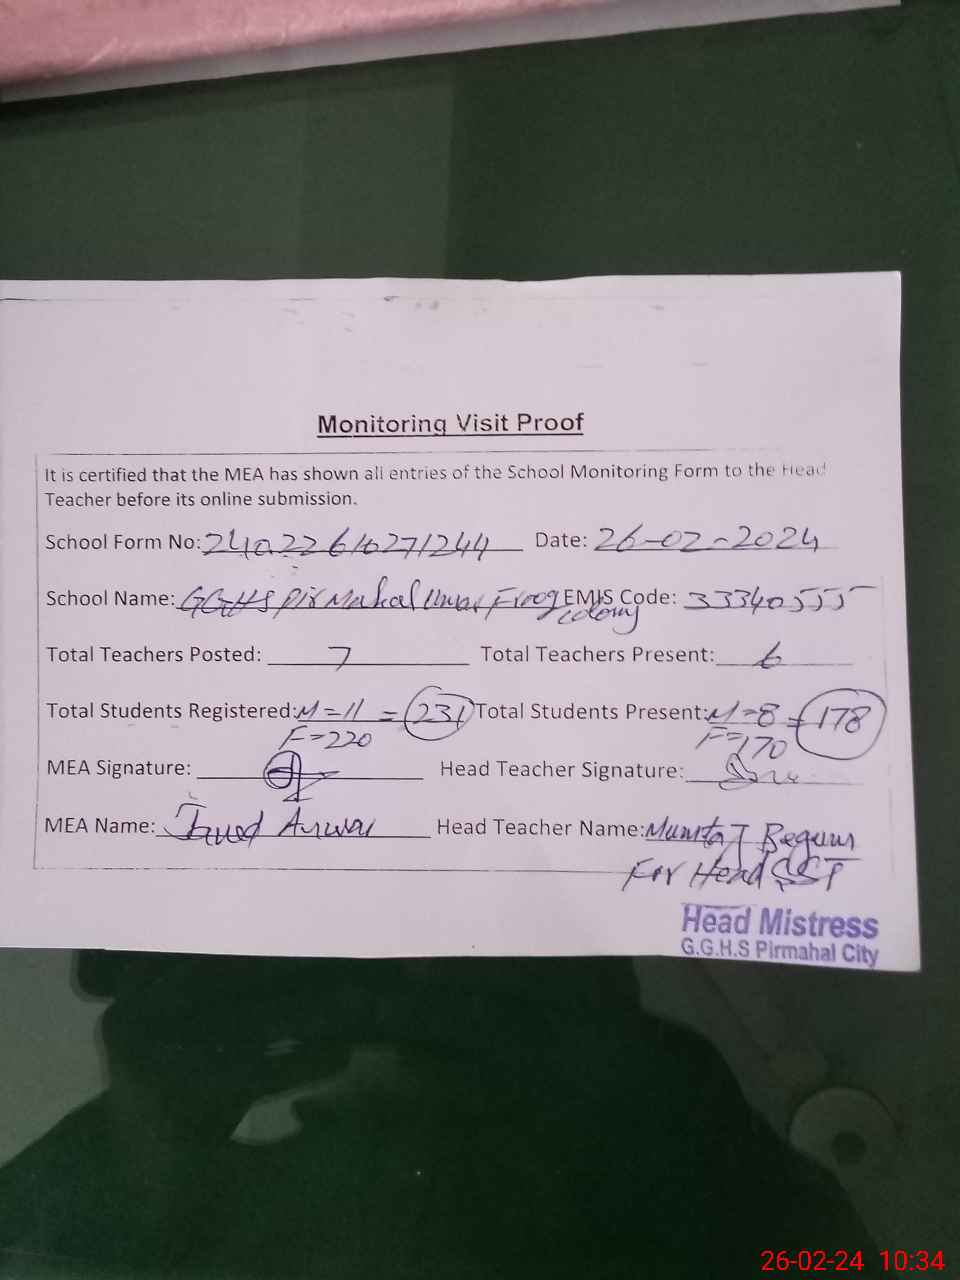 Monitoring Visit Proof
It is certified that the MEA has shown all entries of the School Monitoring Form to the Head
Teacher before its online submission.
School Form No: 24022616271244 Date: 26-02-2024
School Name: GGHS Pir Mahal EMIS Code: 33340555
colony
Total Teachers Posted: 7 Total Teachers Present: 6
Total Students Registered: M=11 = 231 Total Students Present: M=8 = 178
F=220 F=170
MEA Signature: Head Teacher Signature:
MEA Name: Javed Anwar Head Teacher Name: Mumtaz Begum
For Head SST
Head Mistress
G.G.H.S Pirmahal City
26-02-24 10:34